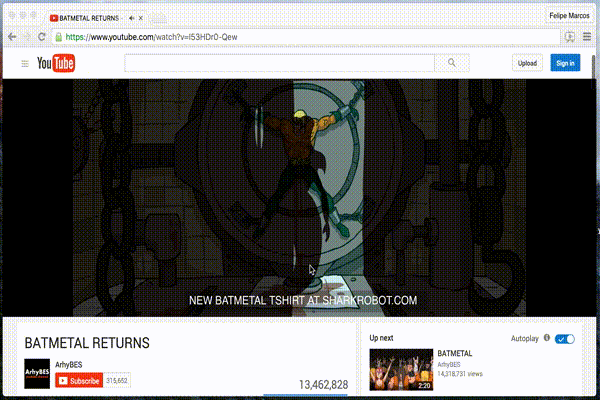 BATMETAL RETURNS -
Felipe Marcos
https://www.youtube.com/watch?v=I53HDr0-Qew
YouTube
Upload
Sign in
NEW BATMETAL TSHIRT AT SHARKROBOT.COM
BATMETAL RETURNS
ArhyBES
ArhyBES
Subscribe
315,652
13,462,828
Up next
Autoplay
BATMETAL
ArhyBES
14,318,731 views
2:20